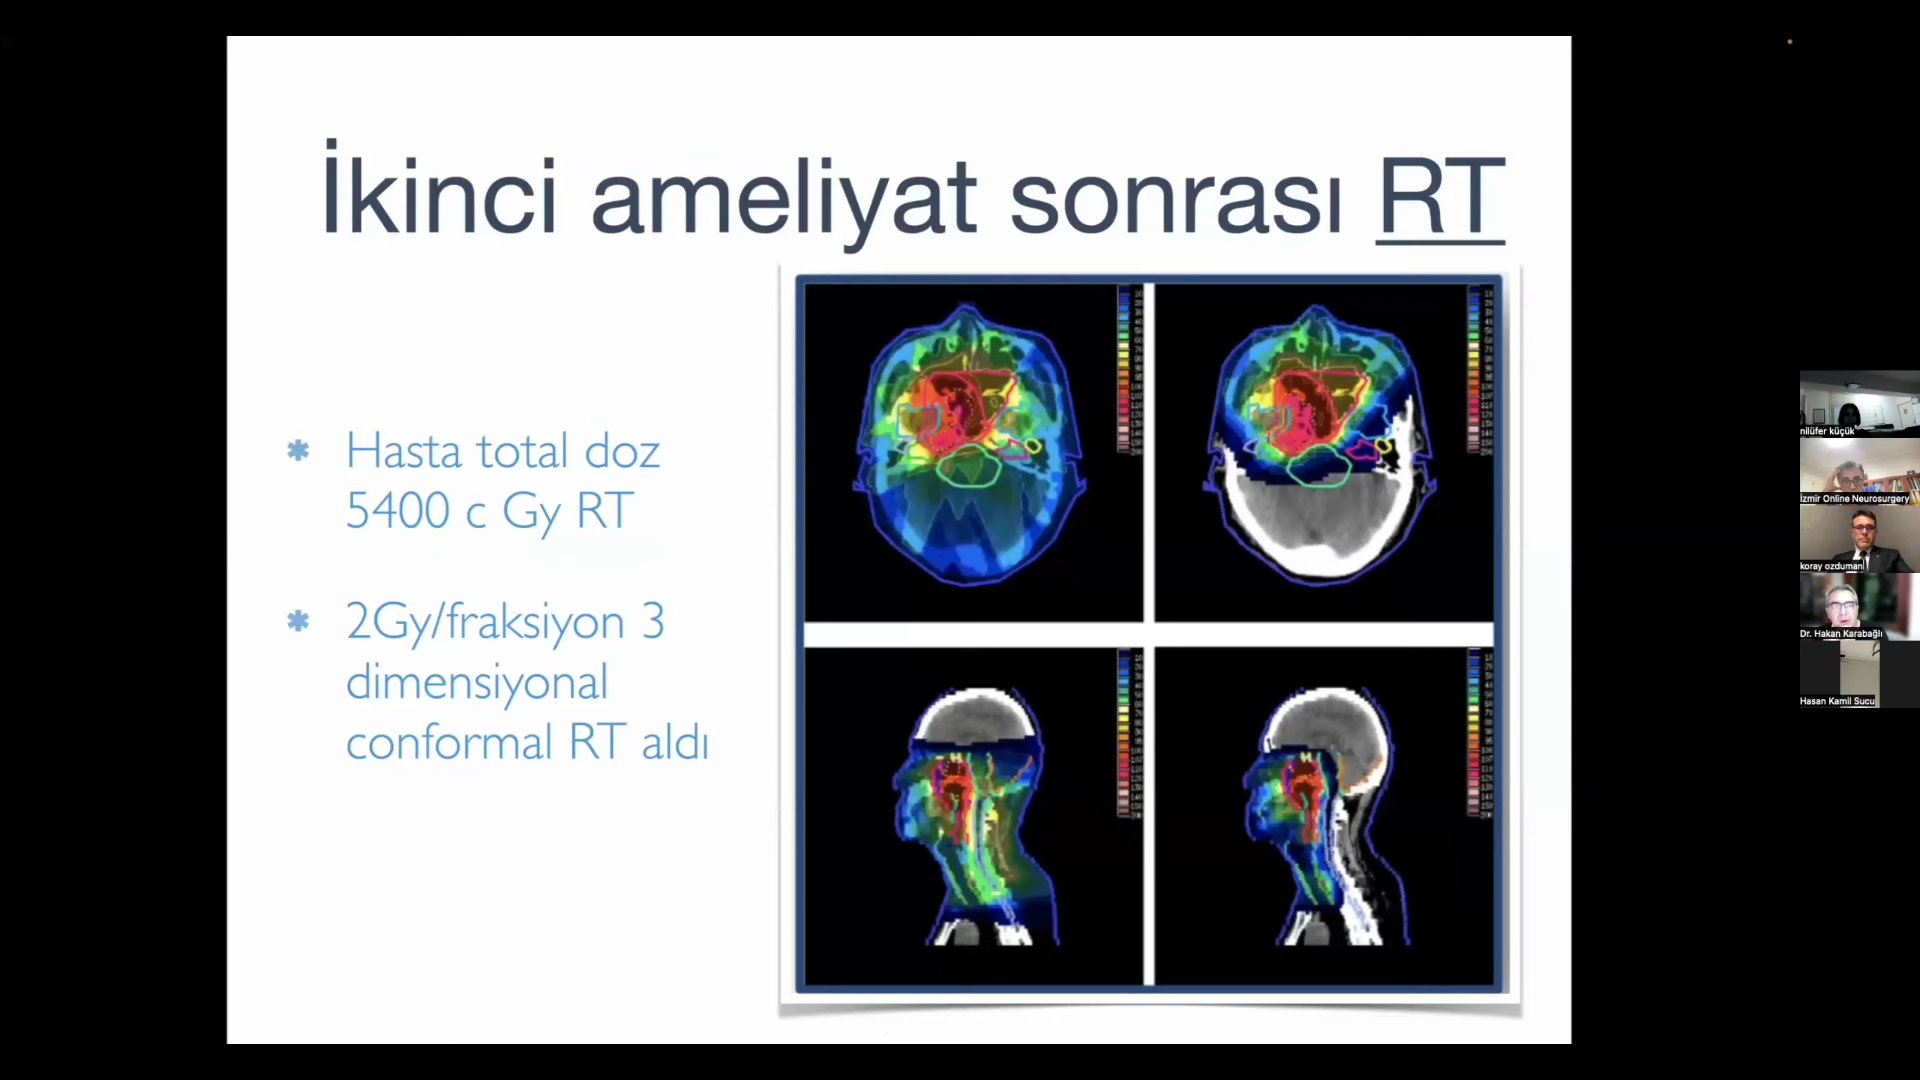 İkinci ameliyat sonrası RT
Hasta total doz
5400 c Gy RT
2Gy/fraksiyon 3
dimensiyonal
conformal RT aldı
nilüfer küçük
İzmir Online Neurosurgery
koray ozduman
Dr. Hakan Karabağlı
Hasan Kamil Sucu